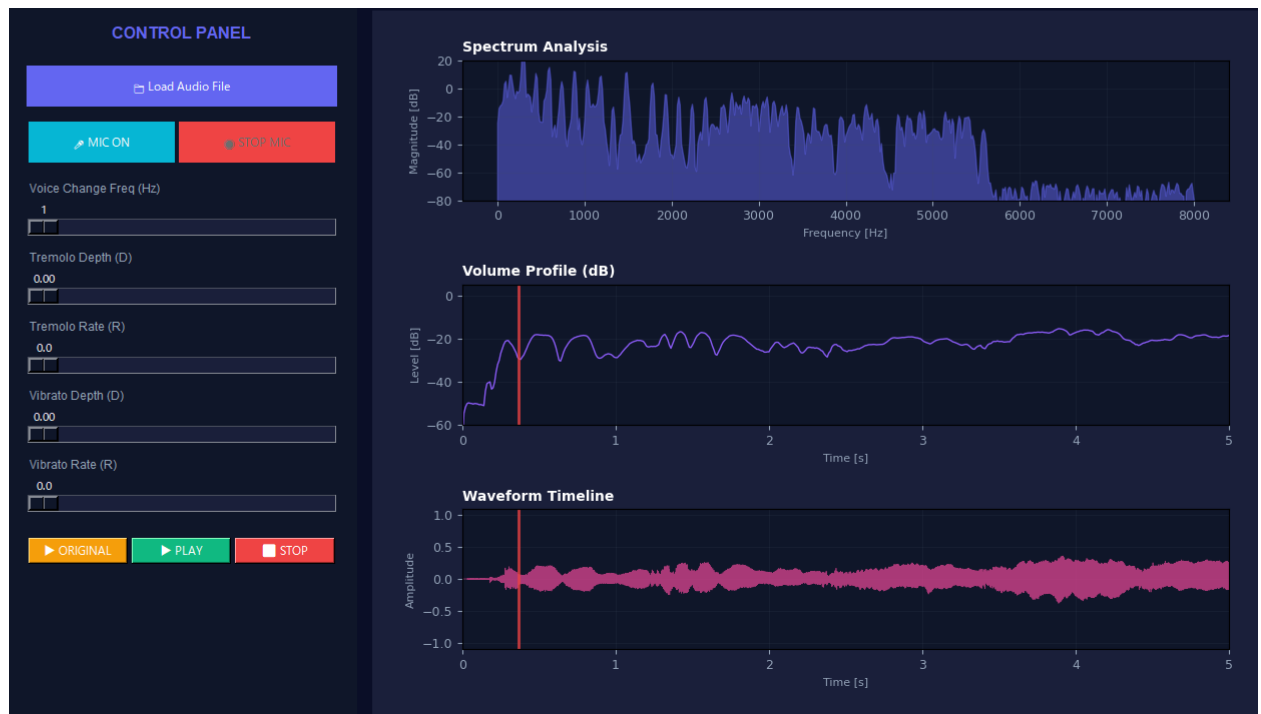 CONTROL PANEL
Load Audio File
MIC ON
STOP MIC
Voice Change Freq (Hz)
1
Tremolo Depth (D)
0.00
Tremolo Rate (R)
0.0
Vibrato Depth (D)
0.00
Vibrato Rate (R)
0.0
ORIGINAL
PLAY
STOP
Spectrum Analysis
Magnitude [dB]
20
0
−20
−40
−60
−80
0 1000 2000 3000 4000 5000 6000 7000 8000
Frequency [Hz]
Volume Profile (dB)
Level [dB]
0
−20
−40
−60
0 1 2 3 4 5
Time [s]
Waveform Timeline
Amplitude
1.0
0.5
0.0
−0.5
−1.0
0 1 2 3 4 5
Time [s]